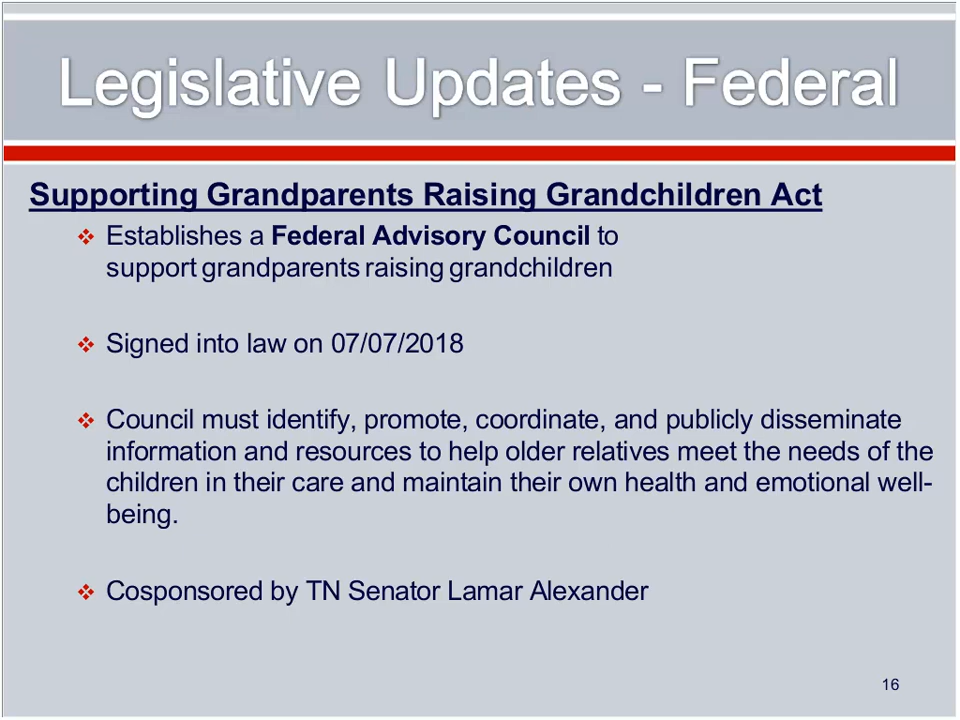 Legislative Updates - Federal
Supporting Grandparents Raising Grandchildren Act
❖ Establishes a Federal Advisory Council to
support grandparents raising grandchildren
❖ Signed into law on 07/07/2018
❖ Council must identify, promote, coordinate, and publicly disseminate
information and resources to help older relatives meet the needs of the
children in their care and maintain their own health and emotional well-
being.
❖ Cosponsored by TN Senator Lamar Alexander
16